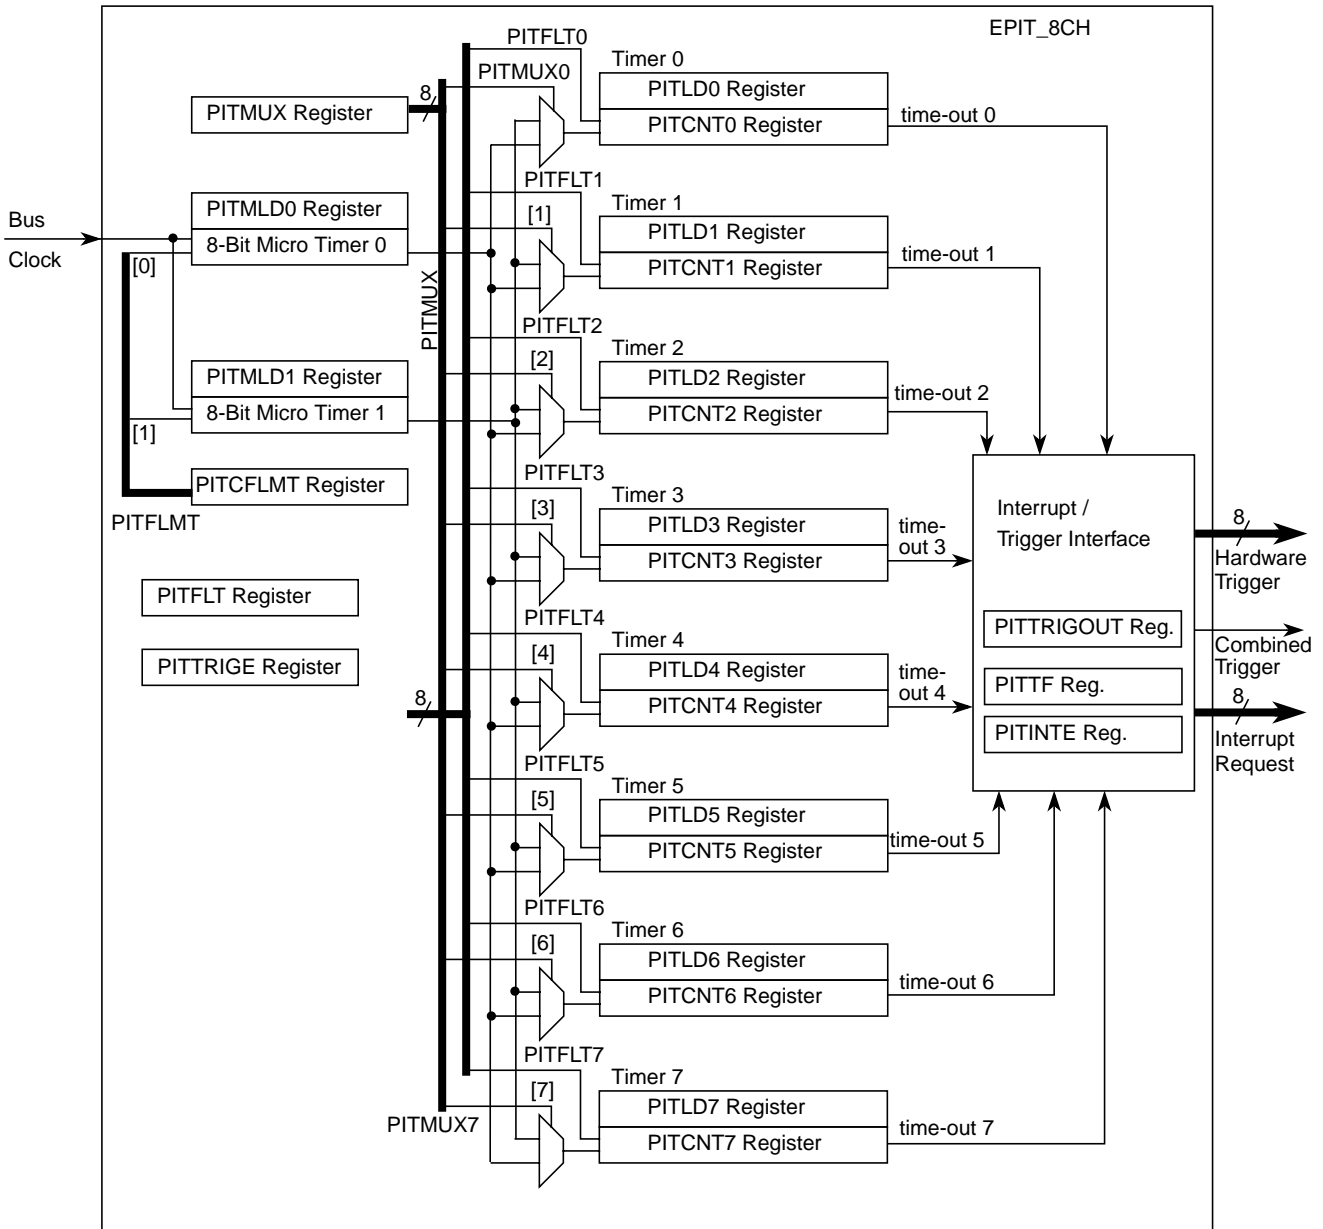 EPIT_8CH
PITFLT0
PITMUX0
Timer 0
PITLD0 Register
PITCNT0 Register
time-out 0
8
PITMUX Register
PITFLT1
[1]
Timer 1
PITLD1 Register
PITCNT1 Register
time-out 1
Bus
Clock
PITMLD0 Register
8-Bit Micro Timer 0
[0]
PITMUX
PITFLT2
[2]
Timer 2
PITLD2 Register
PITCNT2 Register
time-out 2
PITMLD1 Register
8-Bit Micro Timer 1
[1]
PITCFLMT Register
PITFLMT
PITFLT3
[3]
Timer 3
PITLD3 Register
PITCNT3 Register
time-
out 3
Interrupt /
Trigger Interface
8
Hardware
Trigger
PITFLT Register
PITTRIGE Register
PITFLT4
[4]
Timer 4
PITLD4 Register
PITCNT4 Register
time-
out 4
8
PITTRIGOUT Reg.
Combined
Trigger
PITTF Reg.
PITINTE Reg.
8
Interrupt
Request
PITFLT5
[5]
Timer 5
PITLD5 Register
PITCNT5 Register
time-out 5
PITFLT6
[6]
Timer 6
PITLD6 Register
PITCNT6 Register
time-out 6
PITFLT7
[7]
PITMUX7
Timer 7
PITLD7 Register
PITCNT7 Register
time-out 7